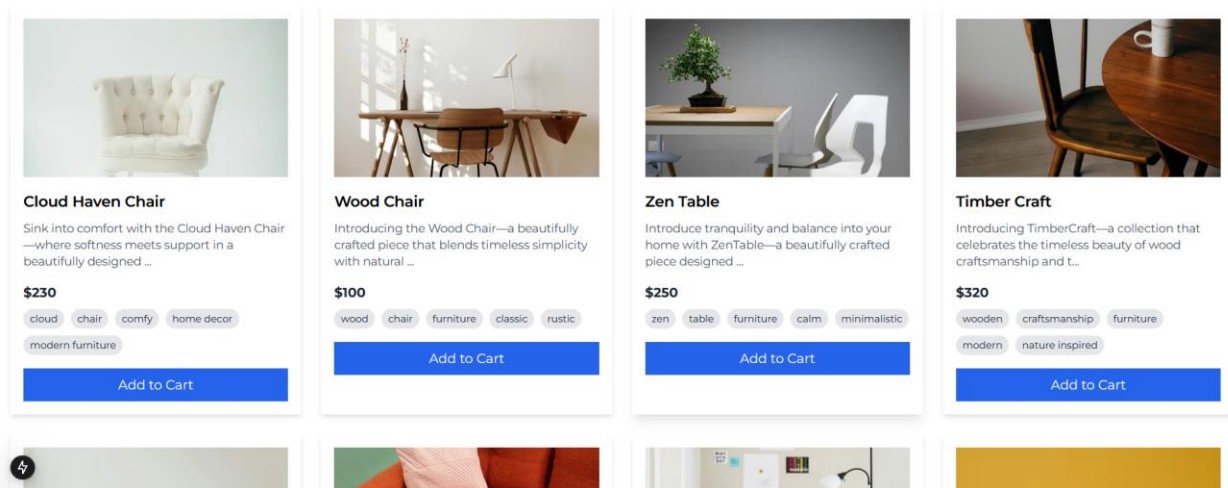 Cloud Haven Chair
Sink into comfort with the Cloud Haven Chair
—where softness meets support in a
beautifully designed ...
$230
cloud chair comfy home decor
modern furniture
Add to Cart
Wood Chair
Introducing the Wood Chair—a beautifully
crafted piece that blends timeless simplicity
with natural ...
$100
wood chair furniture classic rustic
Add to Cart
Zen Table
Introduce tranquility and balance into your
home with ZenTable—a beautifully crafted
piece designed ...
$250
zen table furniture calm minimalistic
Add to Cart
Timber Craft
Introducing TimberCraft—a collection that
celebrates the timeless beauty of wood
craftsmanship and t...
$320
wooden craftsmanship furniture
modern nature inspired
Add to Cart